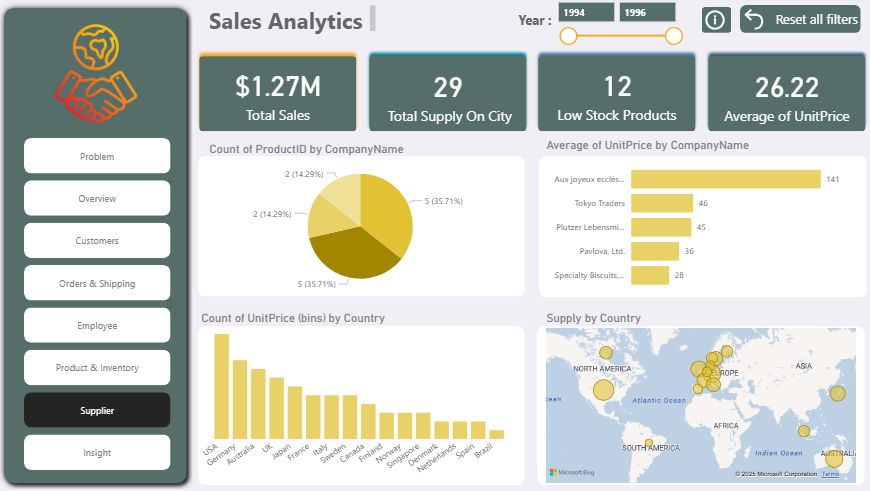 Sales Analytics
Year :
1994
1996
Reset all filters
$1.27M
Total Sales
29
Total Supply On City
12
Low Stock Products
26.22
Average of UnitPrice
Problem
Overview
Customers
Orders & Shipping
Employee
Product & Inventory
Supplier
Insight
Count of ProductID by CompanyName
2 (14.29%)
5 (35.71%)
2 (14.29%)
5 (35.71%)
Average of UnitPrice by CompanyName
Aux joyeux ecclés... 141
Tokyo Traders 46
Plutzer Lebensmi... 45
Pavlova, Ltd. 36
Specialty Biscuits,... 28
Count of UnitPrice (bins) by Country
USA
Germany
Australia
UK
Japan
France
Italy
Sweden
Canada
Finland
Norway
Singapore
Denmark
Netherlands
Spain
Brazil
Supply by Country
NORTH AMERICA
EUROPE
ASIA
ean
Atlantic Ocean
AFRICA
SOUTH AMERICA
Indian Ocean
AUSTRALIA
Microsoft Bing
© 2025 Microsoft Corporation Terms